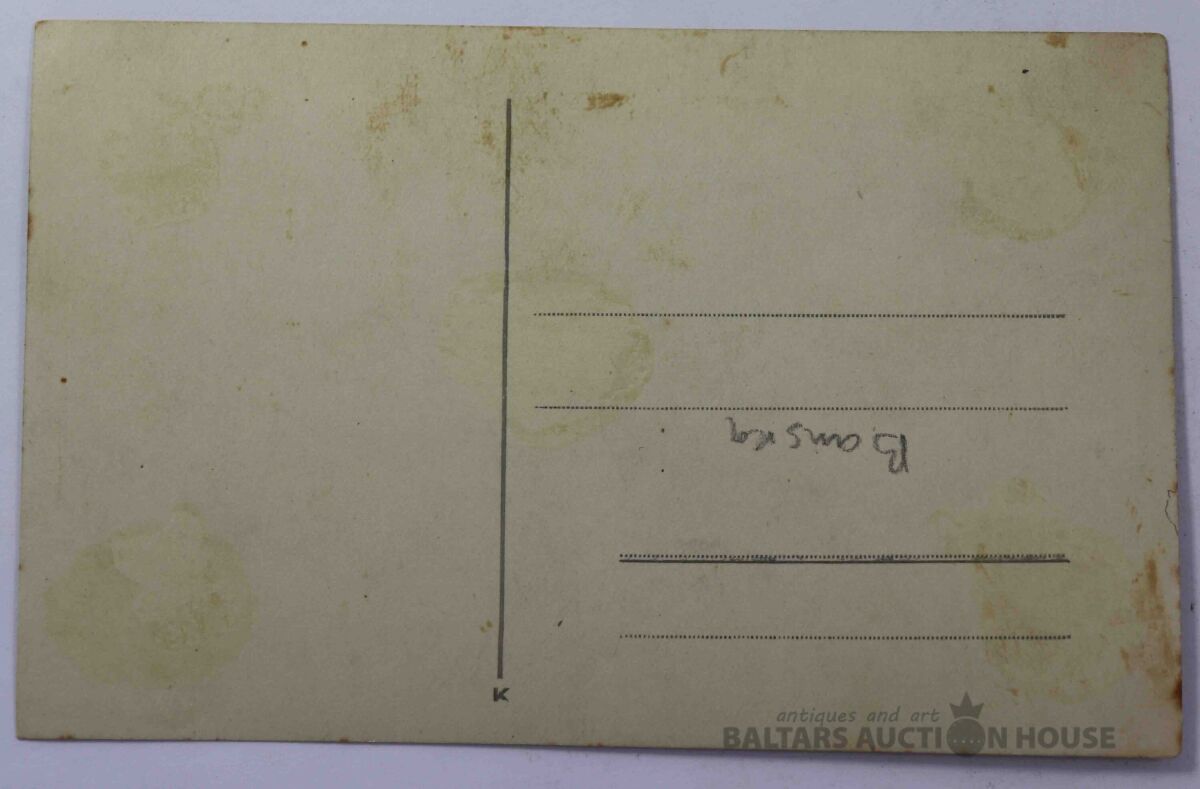 Bauska
K
antiques and art
BALTARS AUCTION HOUSE